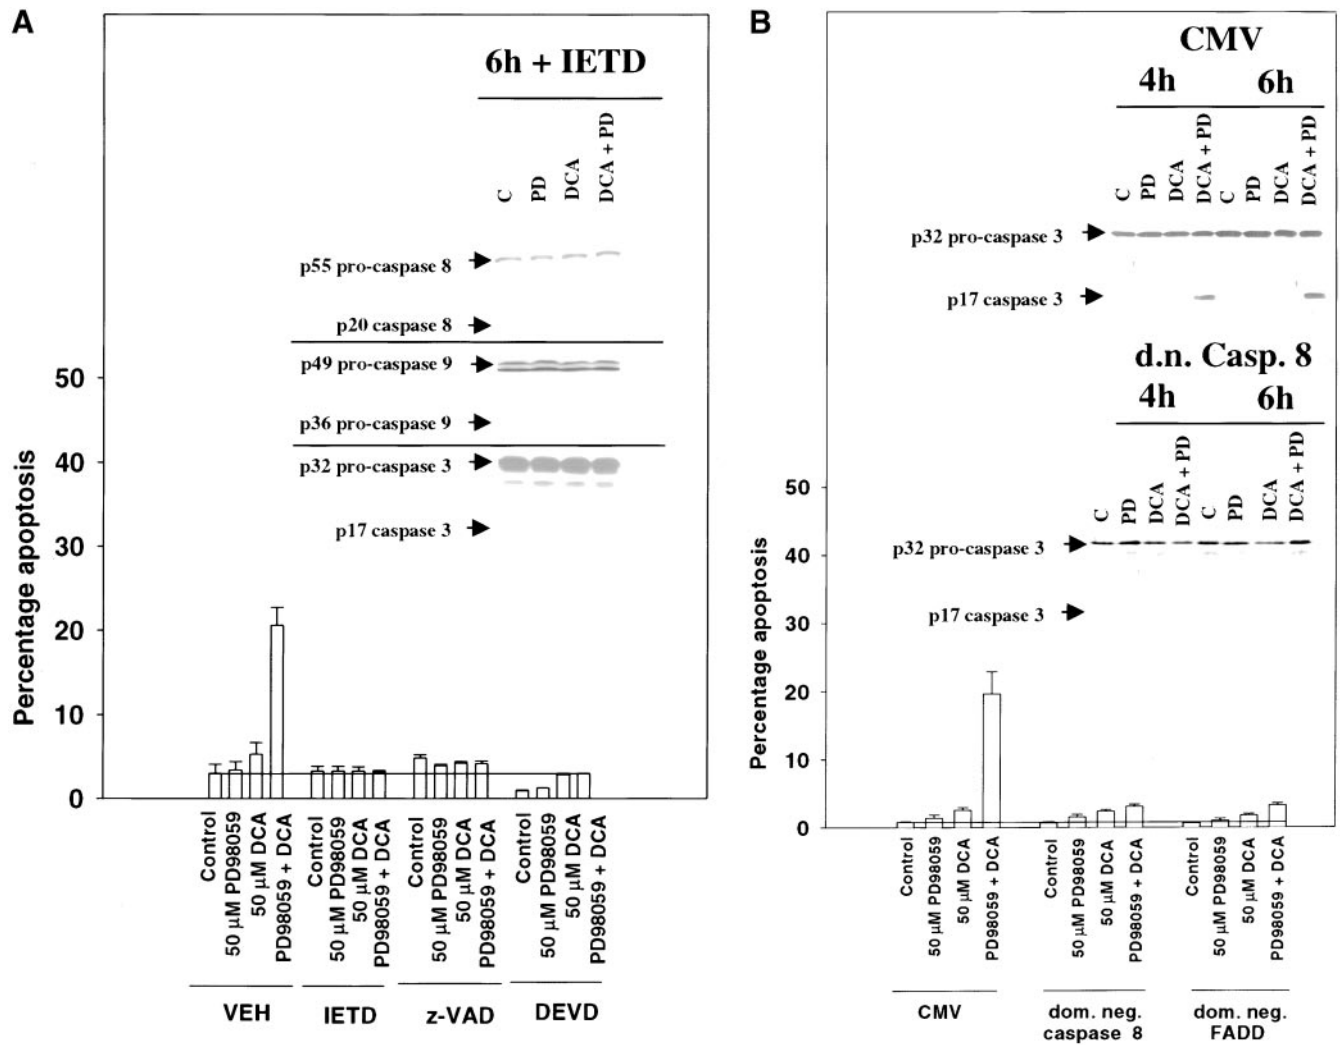 A
6h + IETD
C
PD
DCA
DCA + PD
p55 pro-caspase 8
p20 caspase 8
p49 pro-caspase 9
p36 pro-caspase 9
p32 pro-caspase 3
p17 caspase 3
Percentage apoptosis
50
40
30
20
10
0
Control
50 μM PD98059
50 μM DCA
PD98059 + DCA
Control
50 μM PD98059
50 μM DCA
PD98059 + DCA
Control
50 μM PD98059
50 μM DCA
PD98059 + DCA
Control
50 μM PD98059
50 μM DCA
PD98059 + DCA
VEH
IETD
z-VAD
DEVD
B
CMV
4h 6h
C
PD
DCA
DCA + PD
C
PD
DCA
DCA + PD
p32 pro-caspase 3
p17 caspase 3
d.n. Casp. 8
4h 6h
C
PD
DCA
DCA + PD
C
PD
DCA
DCA + PD
p32 pro-caspase 3
p17 caspase 3
Percentage apoptosis
50
40
30
20
10
0
Control
50 μM PD98059
50 μM DCA
PD98059 + DCA
Control
50 μM PD98059
50 μM DCA
PD98059 + DCA
Control
50 μM PD98059
50 μM DCA
PD98059 + DCA
CMV
dom. neg.
caspase 8
dom. neg.
FADD